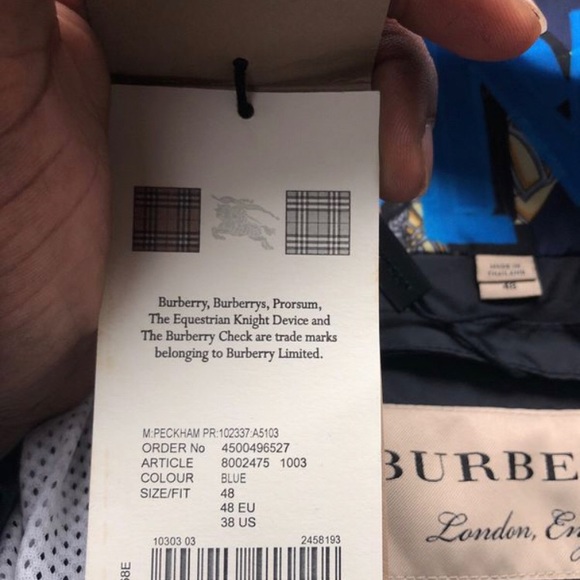 Burberry, Burberrys, Prorsum,
The Equestrian Knight Device and
The Burberry Check are trade marks
belonging to Burberry Limited.
M:PECKHAM PR:102337:A5103
ORDER No 4500496527
ARTICLE 8002475 1003
COLOUR BLUE
SIZE/FIT 48
48 EU
38 US
10303 03 2458193
MADE IN
THAILAND
48
BURBE
London, En